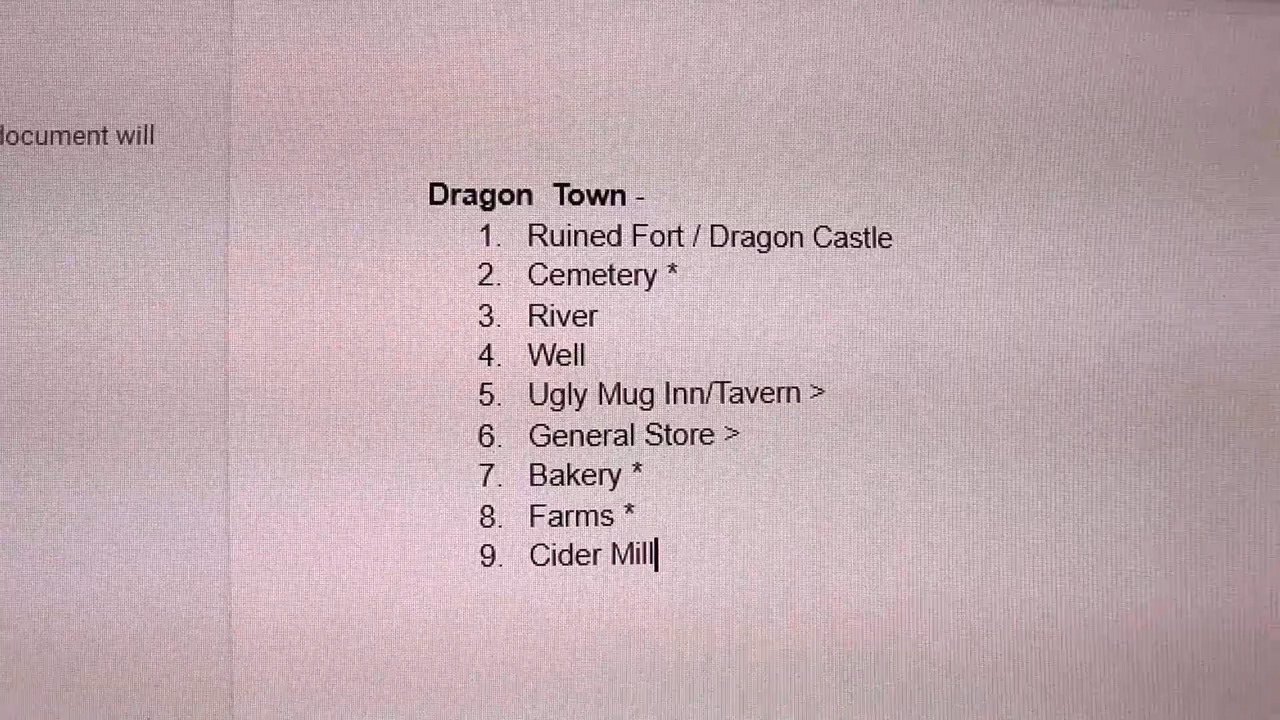 document will
Dragon Town -
1. Ruined Fort / Dragon Castle
2. Cemetery *
3. River
4. Well
5. Ugly Mug Inn/Tavern >
6. General Store >
7. Bakery *
8. Farms *
9. Cider Mill